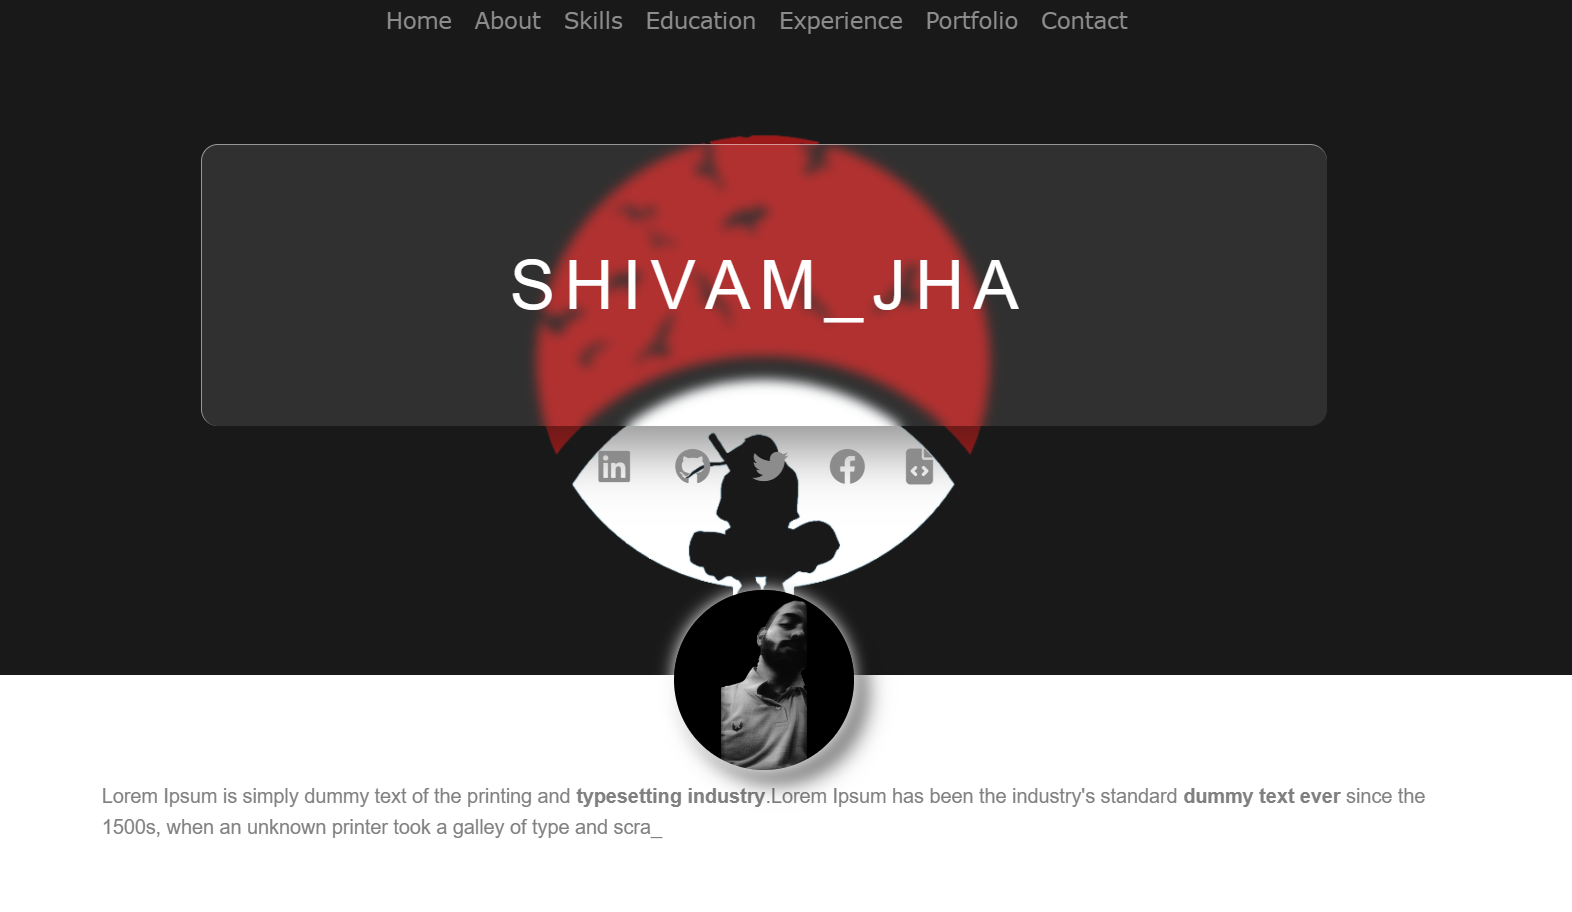 Home About Skills Education Experience Portfolio Contact
SHIVAM_JHA
Lorem Ipsum is simply dummy text of the printing and typesetting industry.Lorem Ipsum has been the industry's standard dummy text ever since the
1500s, when an unknown printer took a galley of type and scra_